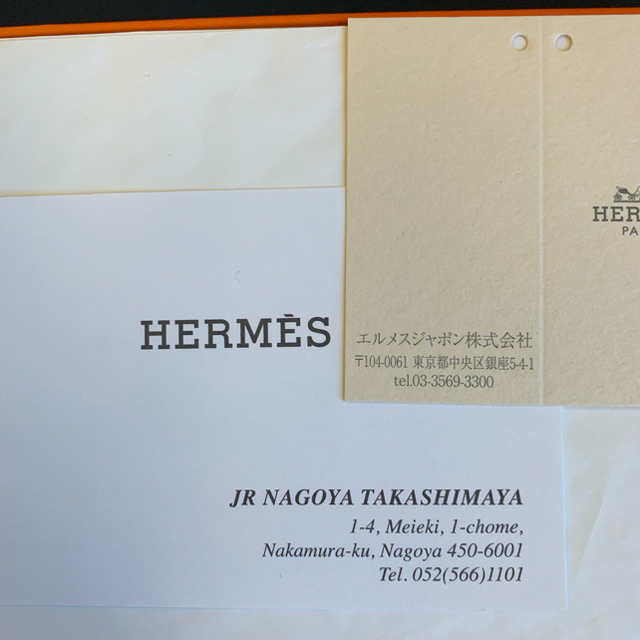 HERMÈS
JR NAGOYA TAKASHIMAYA
1-4, Meieki, 1-chome,
Nakamura-ku, Nagoya 450-6001
Tel. 052(566)1101
エルメスジャポン株式会社
〒104-0061 東京都中央区銀座5-4-1
tel.03-3569-3300